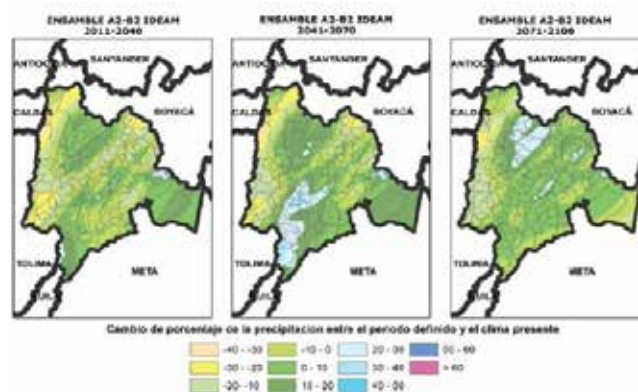 ENSAMBLE A2-B2 IDEAM
2011-2040
ENSAMBLE A2-B2 IDEAM
2041-2070
ENSAMBLE A2-B2 IDEAM
2071-2100
ANTIOQUIA
SANTANDER
CALDAS
BOYACÁ
TOLIMA
META
ANTIOQUIA
SANTANDER
CALDAS
BOYACÁ
TOLIMA
META
ANTIOQUIA
SANTANDER
CALDAS
BOYACÁ
TOLIMA
META
Cambio de porcentaje de la precipitacion entre el periodo definido y el clima presente
-40 - -30
-10 - 0
20 - 30
-30 - -20
0 - 10
30 - 40
> 60
-20 - -10
10 - 20
40 - 50